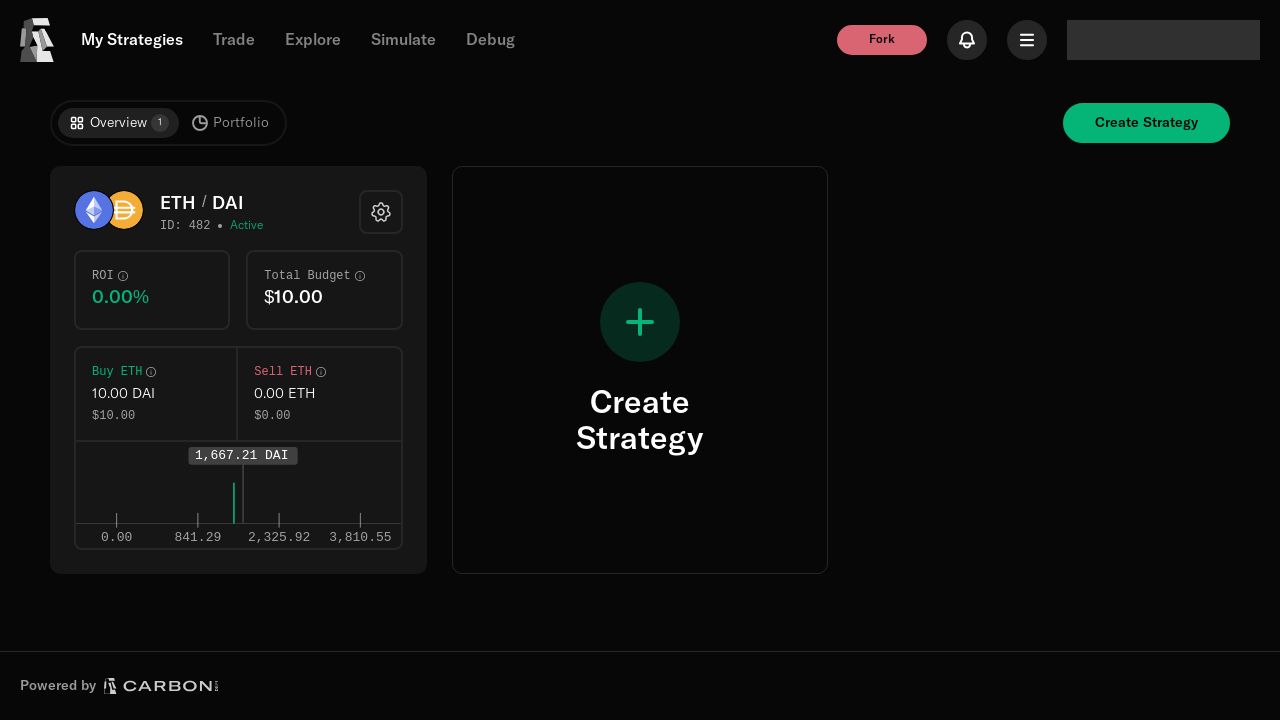 My Strategies Trade Explore Simulate Debug Fork
Overview 1 Portfolio Create Strategy
ETH / DAI
ID: 482 • Active
ROI Total Budget
0.00% $10.00
Buy ETH Sell ETH
10.00 DAI 0.00 ETH
$10.00 $0.00
1,667.21 DAI
0.00 841.29 2,325.92 3,810.55
Create
Strategy
Powered by CARBON